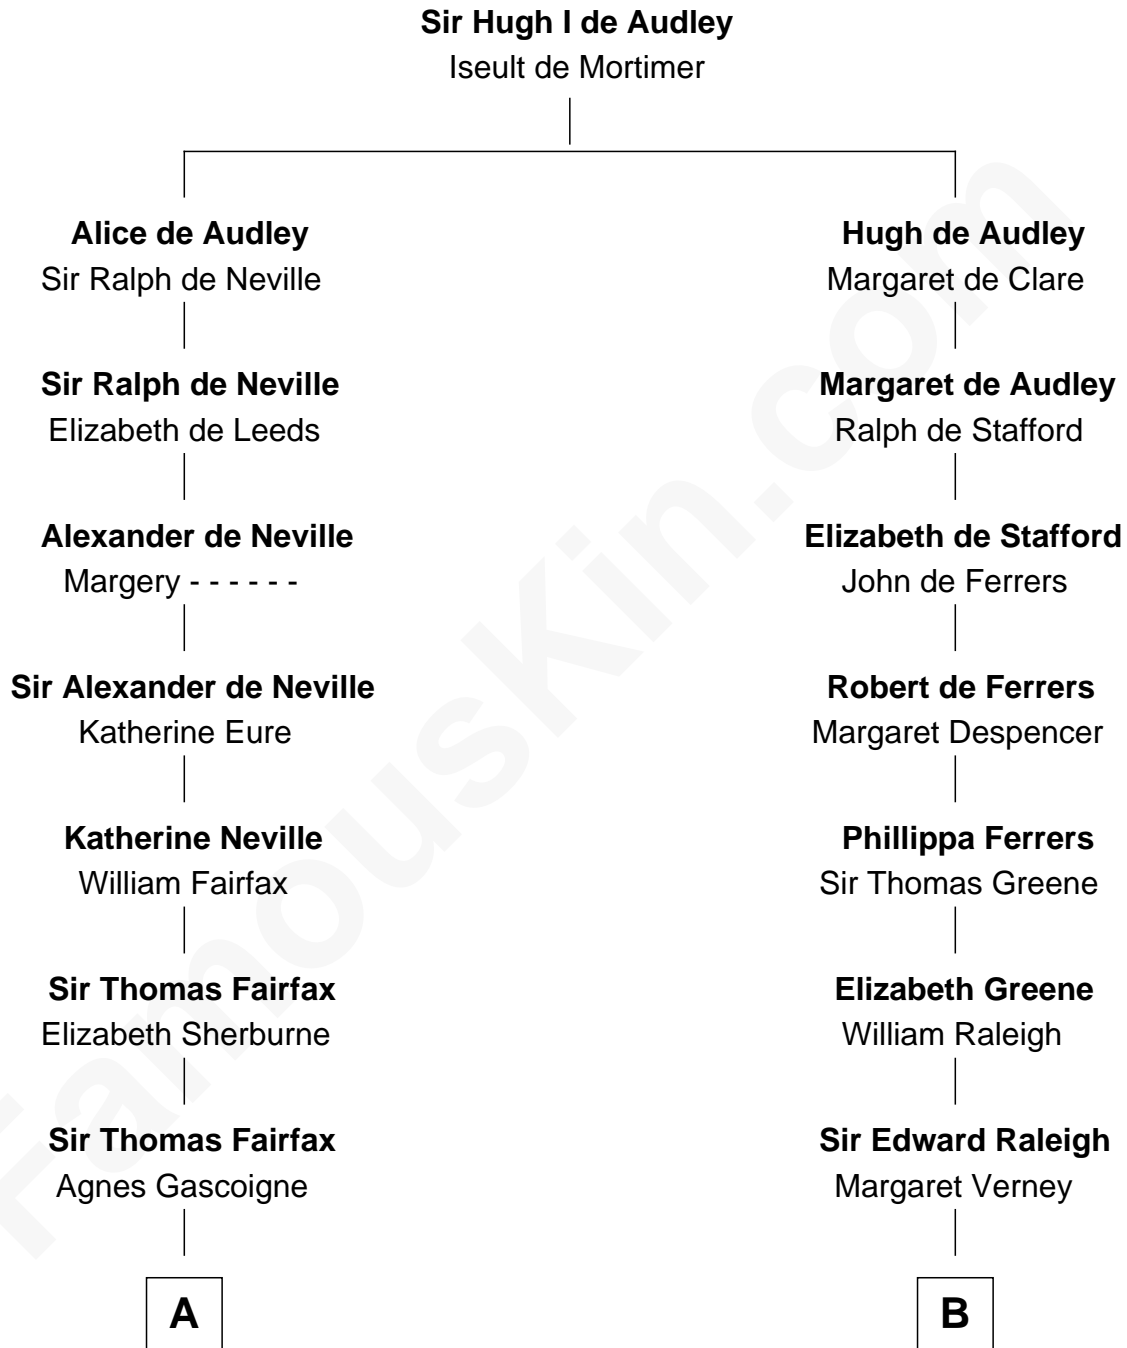 Sir Hugh I de Audley
Iseult de Mortimer
Alice de Audley
Sir Ralph de Neville
Hugh de Audley
Margaret de Clare
Sir Ralph de Neville
Elizabeth de Leeds
Margaret de Audley
Ralph de Stafford
Alexander de Neville
Margery - - - - - -
Elizabeth de Stafford
John de Ferrers
Sir Alexander de Neville
Katherine Eure
Robert de Ferrers
Margaret Despencer
Katherine Neville
William Fairfax
Phillippa Ferrers
Sir Thomas Greene
Sir Thomas Fairfax
Elizabeth Sherburne
Elizabeth Greene
William Raleigh
Sir Thomas Fairfax
Agnes Gascoigne
Sir Edward Raleigh
Margaret Verney
A
B
FamousKin.com